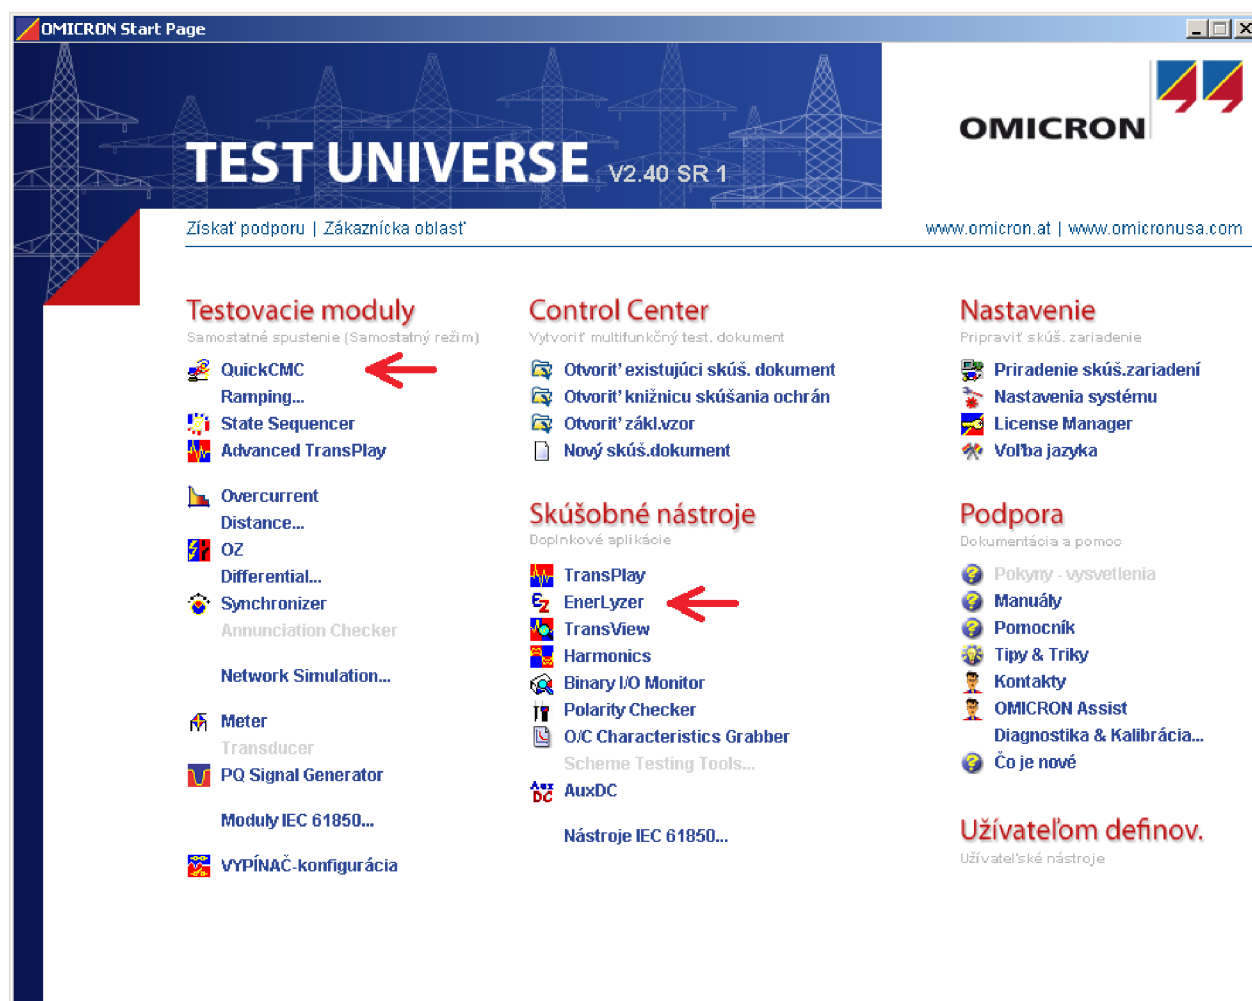 OMICRON Start Page
TEST UNIVERSE V2.40 SR 1
OMICRON
Získať podporu | Zákaznícka oblasť
www.omicron.at | www.omicronusa.com
Testovacie moduly
Samostatné spustenie (Samostatný režim)
QuickCMC
Ramping...
State Sequencer
Advanced TransPlay
Overcurrent
Distance...
OZ
Differential...
Synchronizer
Annunciation Checker
Network Simulation...
Meter
Transducer
PQ Signal Generator
Moduly IEC 61850...
VYPÍNAČ-konfigurácia
Control Center
Vytvoriť multifunkčný test. dokument
Otvoriť existujúci skúš. dokument
Otvoriť knižnicu skúšania ochrán
Otvoriť zákl.vzor
Nový skúš.dokument
Skúšobné nástroje
Doplnkové aplikácie
TransPlay
EnerLyzer
TransView
Harmonics
Binary I/O Monitor
Polarity Checker
O/C Characteristics Grabber
Scheme Testing Tools...
Aux DC AuxDC
Nástroje IEC 61850...
Nastavenie
Pripraviť skúš. zariadenie
Priradenie skúš.zariadení
Nastavenia systému
License Manager
Voľba jazyka
Podpora
Dokumentácia a pomoc
Pokyny - vysvetlenia
Manuály
Pomocník
Tipy & Triky
Kontakty
OMICRON Assist
Diagnostika & Kalibrácia...
Čo je nové
Užívateľom definov.
Užívateľské nástroje